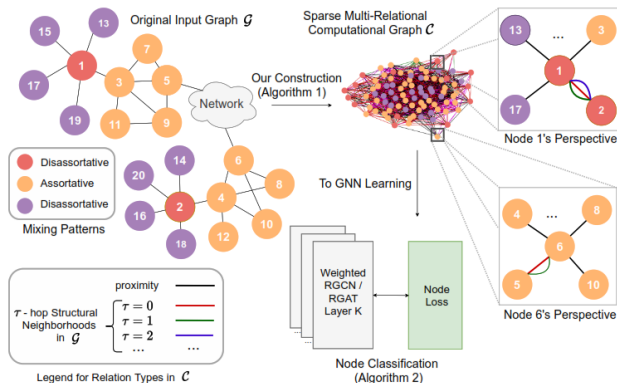 Original Input Graph 𝒢
Sparse Multi-Relational
Computational Graph 𝒞
15
13
7
1
3
5
17
19
11
9
Network
Our Construction
(Algorithm 1)
13
...
3
1
17
2
Node 1's Perspective
Disassortative
Assortative
Disassortative
Mixing Patterns
14
20
2
16
18
6
8
4
12
10
To GNN Learning
4
...
8
6
5
10
Node 6's Perspective
Weighted
RGCN /
RGAT
Layer K
Node
Loss
Node Classification
(Algorithm 2)
proximity
τ - hop Structural
Neighborhoods
in 𝒢
τ = 0
τ = 1
τ = 2
... ...
Legend for Relation Types in 𝒞